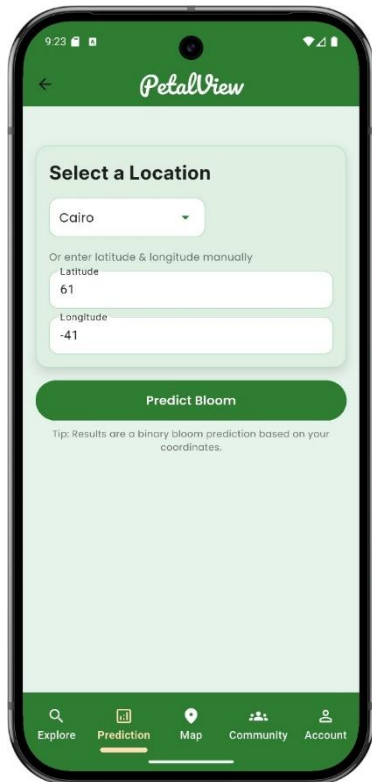 9:23
PetalView
Select a Location
Cairo
Or enter latitude & longitude manually
Latitude
61
Longitude
-41
Predict Bloom
Tip: Results are a binary bloom prediction based on your
coordinates.
Explore Prediction Map Community Account